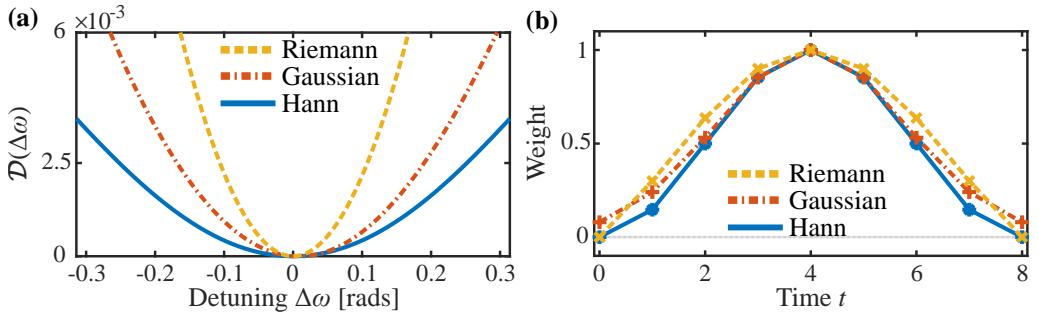 (a)
×10⁻³
6
2.5
0
𝒟(Δω)
Riemann
Gaussian
Hann
-0.3 -0.2 -0.1 0 0.1 0.2 0.3
Detuning Δω [rads]
(b)
1
0.5
0
Weight
Riemann
Gaussian
Hann
0 2 4 6 8
Time t